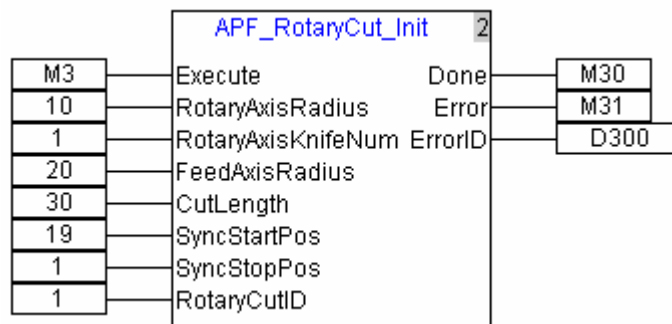 APF_RotaryCut_Init 2
M3 Execute Done M30
10 RotaryAxisRadius Error M31
1 RotaryAxisKnifeNum ErrorID D300
20 FeedAxisRadius
30 CutLength
19 SyncStartPos
1 SyncStopPos
1 RotaryCutID